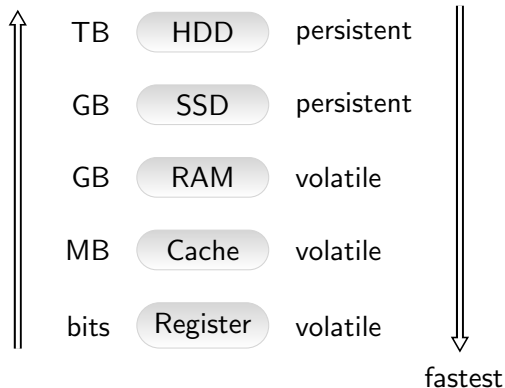 TB HDD persistent
GB SSD persistent
GB RAM volatile
MB Cache volatile
bits Register volatile
fastest